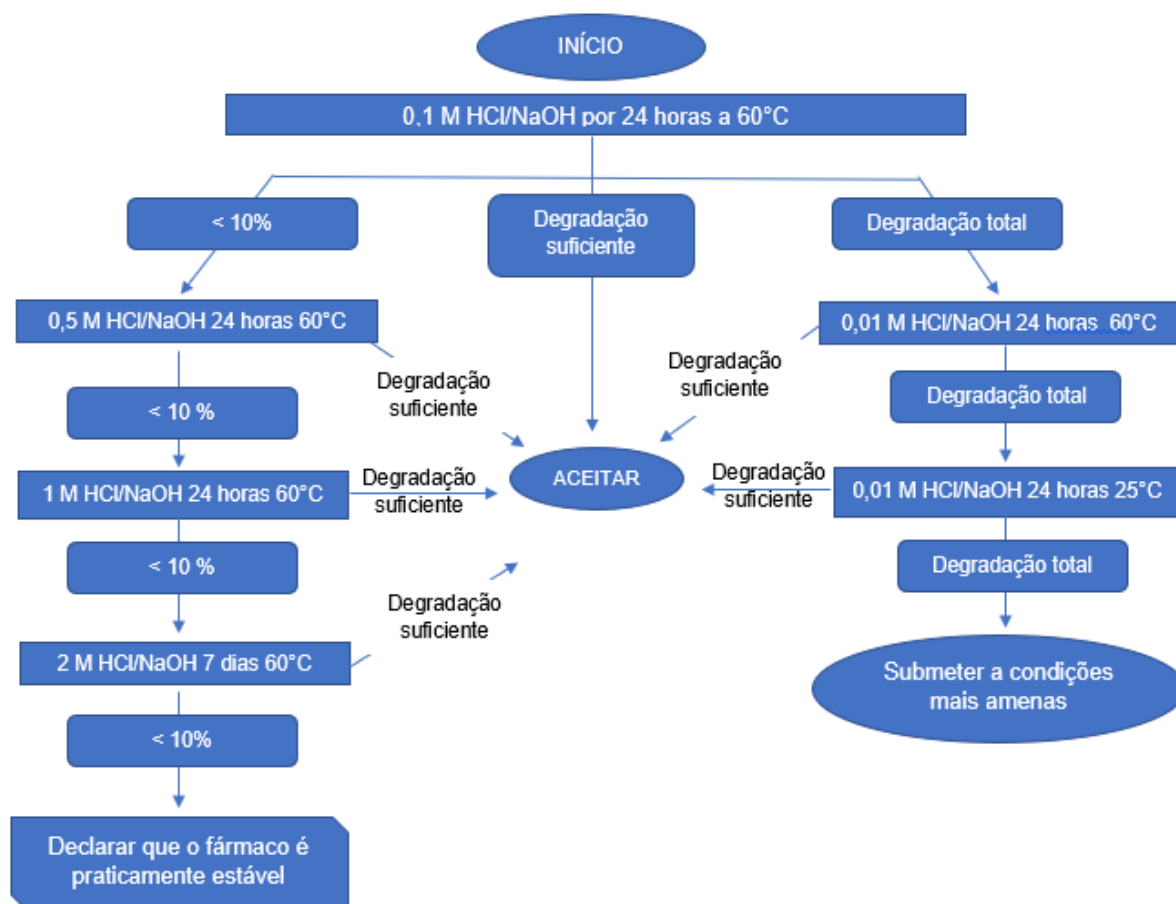 INÍCIO
0,1 M HCl/NaOH por 24 horas a 60°C
< 10%
Degradação
suficiente
Degradação total
0,5 M HCl/NaOH 24 horas 60°C
0,01 M HCl/NaOH 24 horas 60°C
Degradação
suficiente
Degradação
suficiente
< 10 %
Degradação total
1 M HCl/NaOH 24 horas 60°C
Degradação
suficiente
ACEITAR
Degradação
suficiente
0,01 M HCl/NaOH 24 horas 25°C
< 10 %
Degradação total
Degradação
suficiente
2 M HCl/NaOH 7 dias 60°C
Submeter a condições
mais amenas
< 10%
Declarar que o fármaco é
praticamente estável